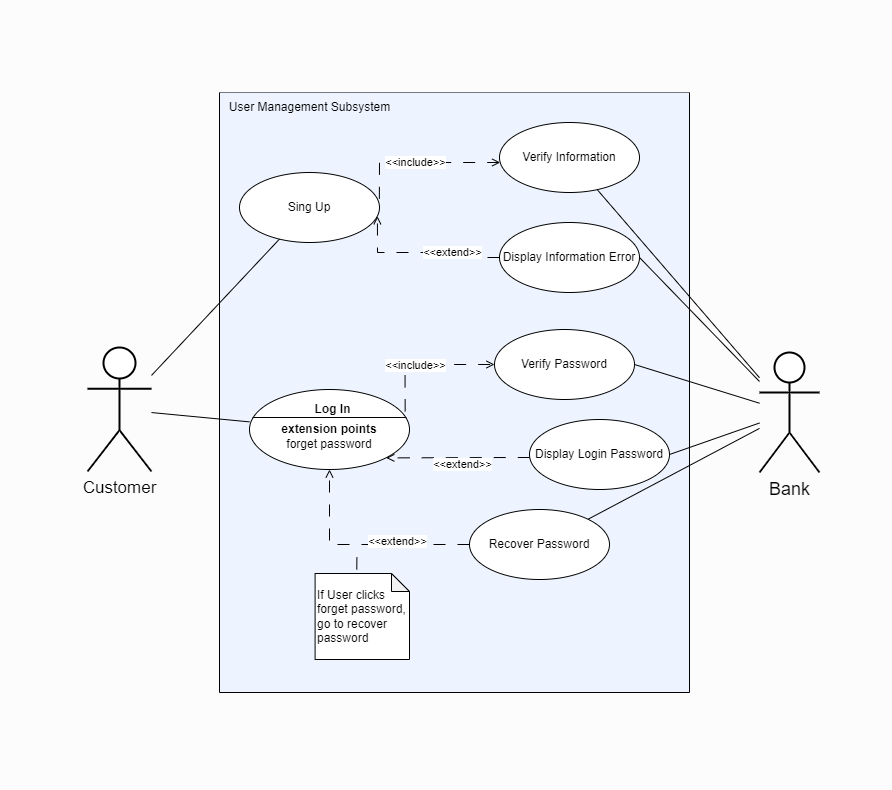 User Management Subsystem
Sing Up
<<include>>
Verify Information
<<extend>>
Display Information Error
<<include>>
Verify Password
Log In
extension points
forget password
<<extend>>
Display Login Password
<<extend>>
Recover Password
If User clicks
forget password,
go to recover
password
Customer
Bank